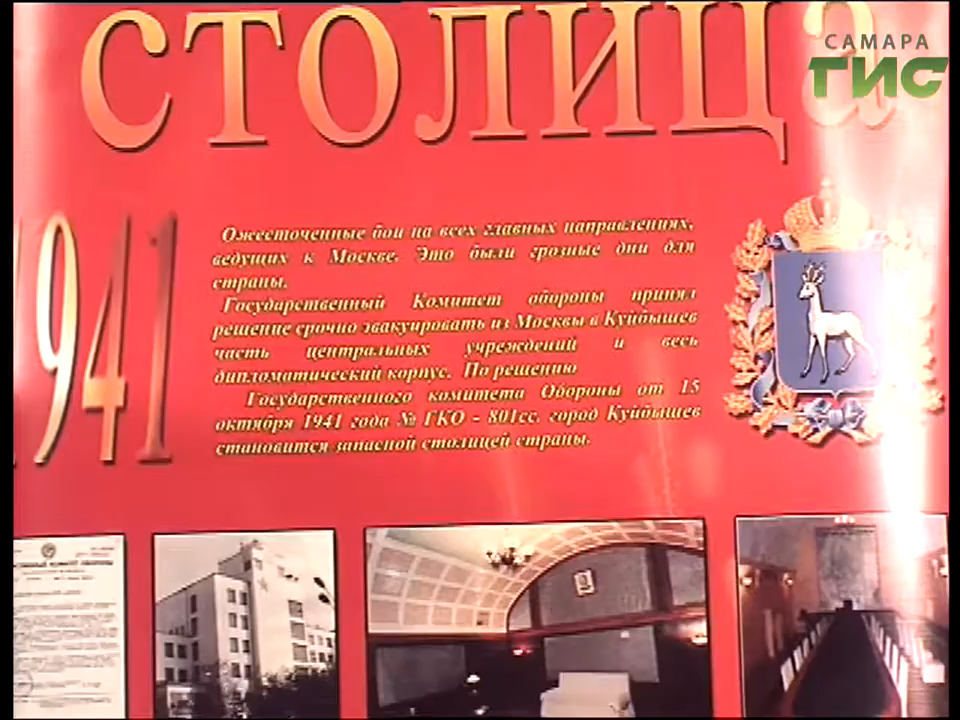 СТОЛИЦа
САМАРА
ГИС
1941
Ожесточенные бои на всех главных направлениях,
ведущих к Москве. Это были грозные дни для
страны.
Государственный Комитет обороны принял
решение срочно эвакуировать из Москвы в Куйбышев
часть центральных учреждений и весь
дипломатический корпус. По решению
Государственного комитета Обороны от 15
октября 1941 года № ГКО - 801сс. город Куйбышев
становится запасной столицей страны.